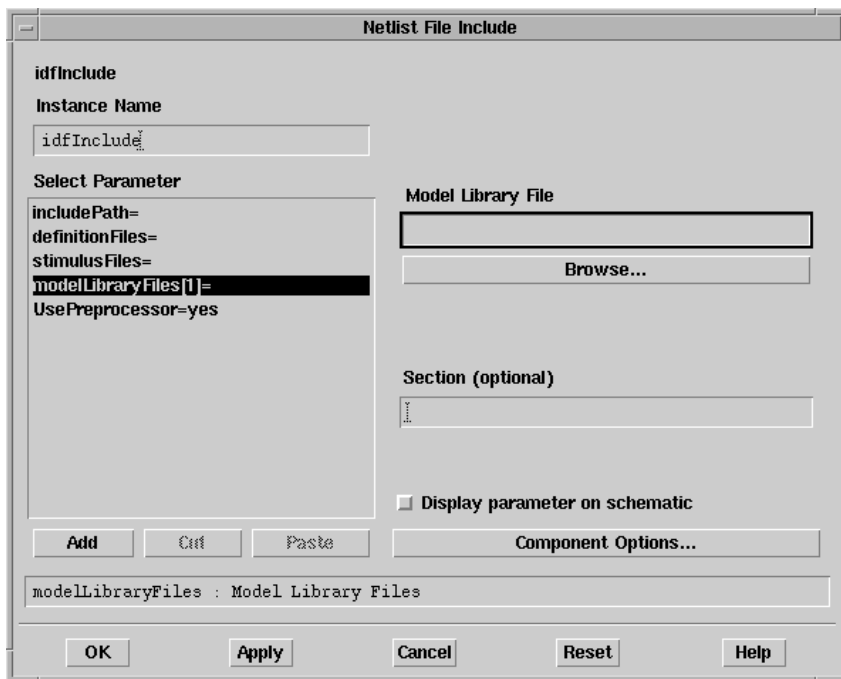 Netlist File Include
idfInclude
Instance Name
idfInclude
Select Parameter
includePath=
definitionFiles=
stimulusFiles=
modelLibraryFiles[1]=
UsePreprocessor=yes
Model Library File
Browse...
Section (optional)
Display parameter on schematic
Add
Cut
Paste
Component Options...
modelLibraryFiles : Model Library Files
OK
Apply
Cancel
Reset
Help